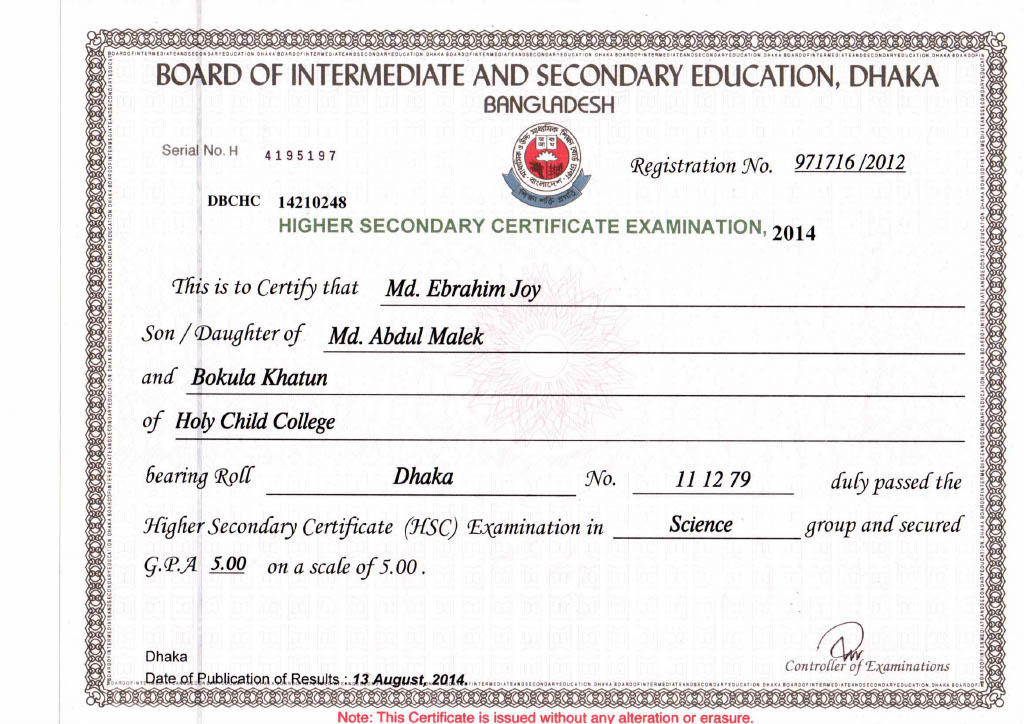 BOARD OF INTERMEDIATE AND SECONDARY EDUCATION, DHAKA
BANGLADESH
Serial No. H 4195197
Registration No. 971716/2012
DBCHC 14210248
HIGHER SECONDARY CERTIFICATE EXAMINATION, 2014
This is to Certify that Md. Ebrahim Joy
Son / Daughter of Md. Abdul Malek
and Bokula Khatun
of Holy Child College
bearing Roll Dhaka No. 11 12 79 duly passed the
Higher Secondary Certificate (HSC) Examination in Science group and secured
G.P.A 5.00 on a scale of 5.00 .
Dhaka
Controller of Examinations
Date of Publication of Results : 13 August, 2014.
Note: This Certificate is issued without any alteration or erasure.